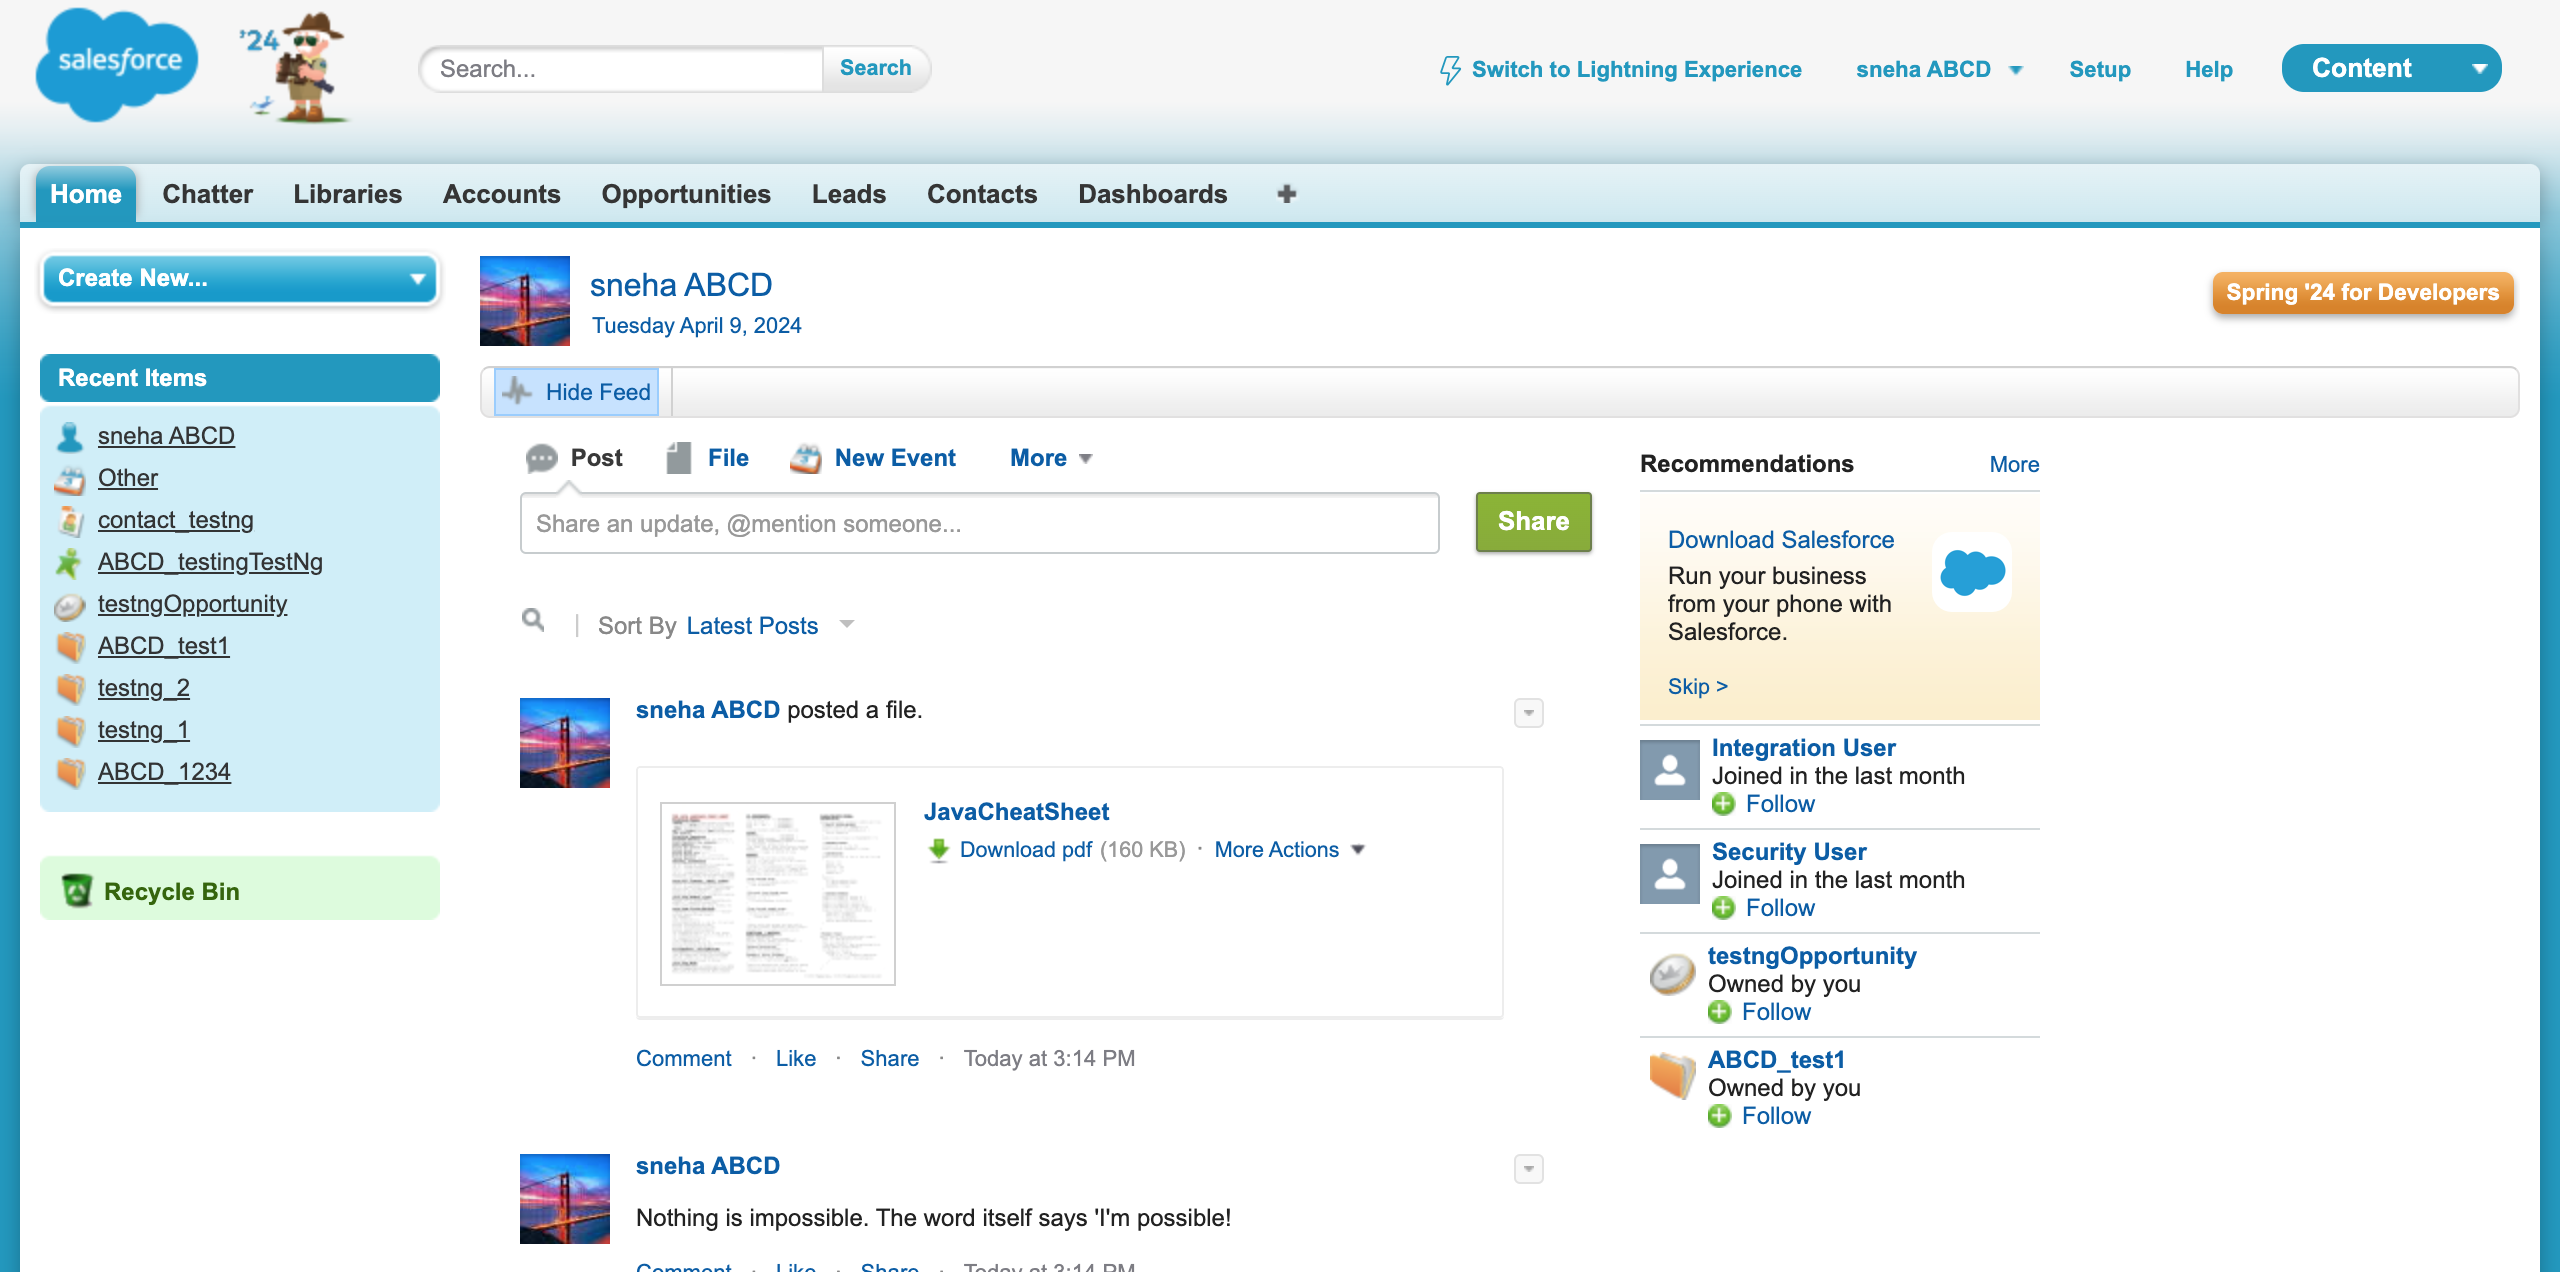 salesforce
'24
Search...
Search
Switch to Lightning Experience
sneha ABCD
Setup
Help
Content
Home
Chatter
Libraries
Accounts
Opportunities
Leads
Contacts
Dashboards
Create New...
Recent Items
sneha ABCD
Other
contact_testng
ABCD_testingTestNg
testngOpportunity
ABCD_test1
testng_2
testng_1
ABCD_1234
Recycle Bin
sneha ABCD
Tuesday April 9, 2024
Spring '24 for Developers
Hide Feed
Post
File
New Event
More
Share an update, @mention someone...
Share
| Sort By Latest Posts
sneha ABCD posted a file.
JavaCheatSheet
Download pdf (160 KB) · More Actions
Comment · Like · Share · Today at 3:14 PM
sneha ABCD
Nothing is impossible. The word itself says 'I'm possible!
Comment · Like · Share · Today at 3:14 PM
Recommendations
More
Download Salesforce
Run your business
from your phone with
Salesforce.
Skip >
Integration User
Joined in the last month
Follow
Security User
Joined in the last month
Follow
testngOpportunity
Owned by you
Follow
ABCD_test1
Owned by you
Follow